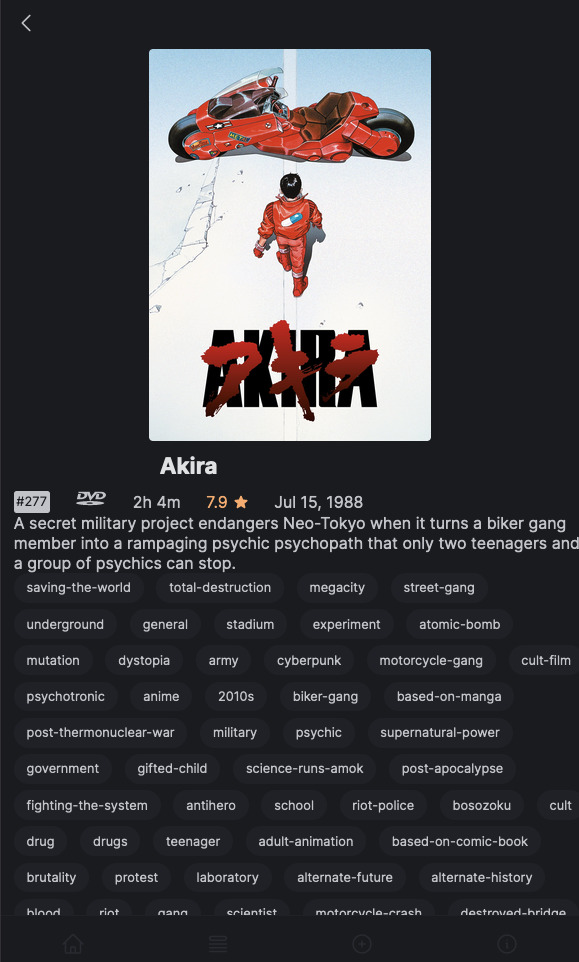 AKIRA
アキラ
Akira
#277 DVD 2h 4m 7.9 Jul 15, 1988
A secret military project endangers Neo-Tokyo when it turns a biker gang
member into a rampaging psychic psychopath that only two teenagers and
a group of psychics can stop.
saving-the-world total-destruction megacity street-gang
underground general stadium experiment atomic-bomb
mutation dystopia army cyberpunk motorcycle-gang cult-film
psychotronic anime 2010s biker-gang based-on-manga
post-thermonuclear-war military psychic supernatural-power
government gifted-child science-runs-amok post-apocalypse
fighting-the-system antihero school riot-police bosozoku cult
drug drugs teenager adult-animation based-on-comic-book
brutality protest laboratory alternate-future alternate-history
blood riot gang scientist motorcycle-crash destroyed-bridge